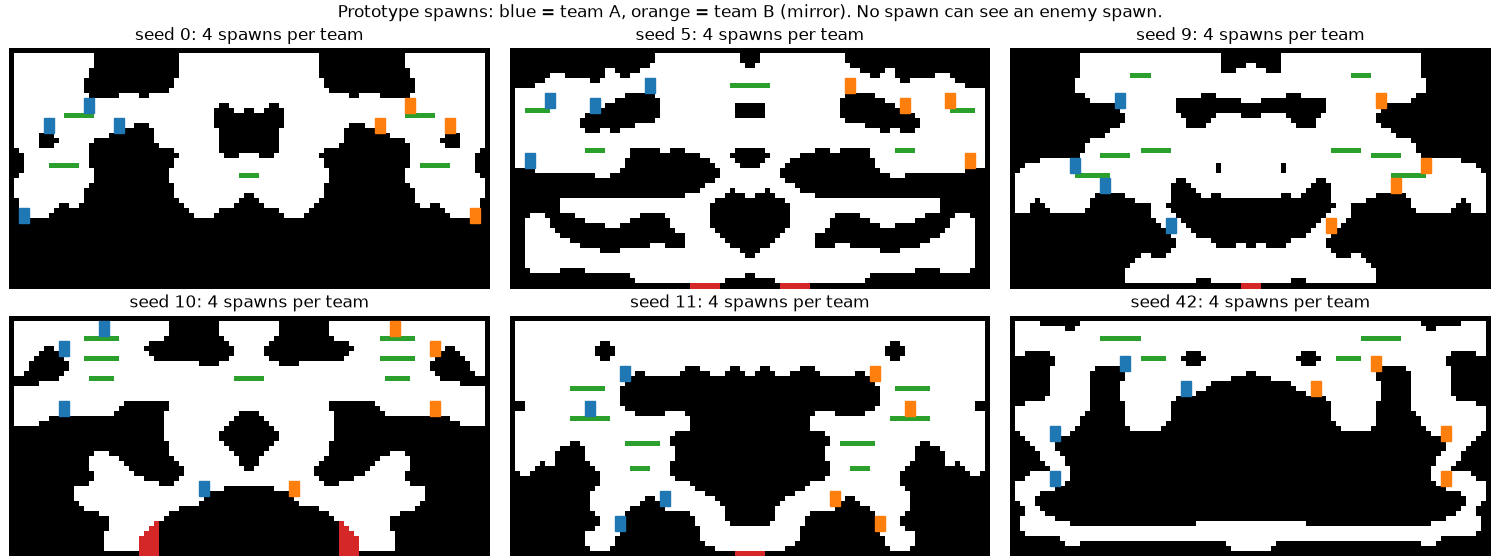 Prototype spawns: blue = team A, orange = team B (mirror). No spawn can see an enemy spawn.
seed 0: 4 spawns per team
seed 5: 4 spawns per team
seed 9: 4 spawns per team
seed 10: 4 spawns per team
seed 11: 4 spawns per team
seed 42: 4 spawns per team